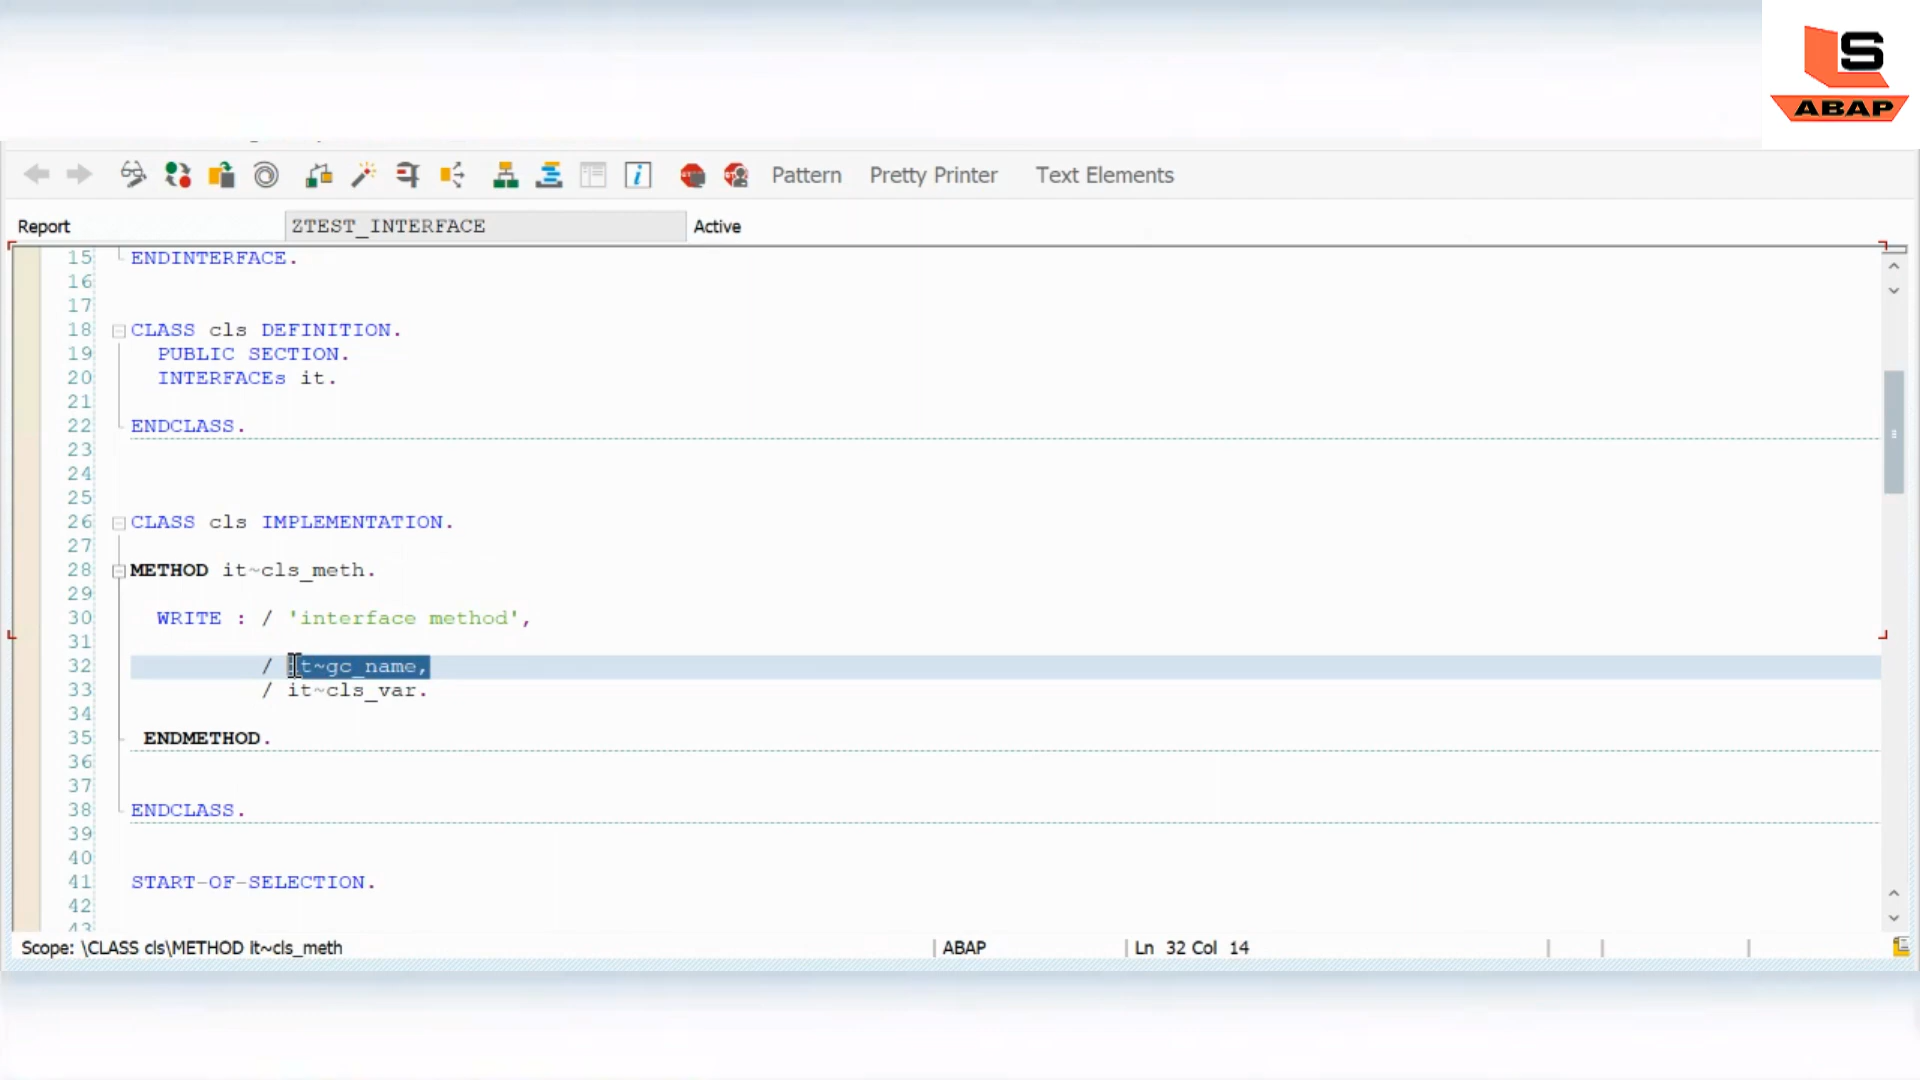 LS
ABAP
Pattern Pretty Printer Text Elements
Report ZTEST_INTERFACE Active
15 ENDINTERFACE.
16
17
18 CLASS cls DEFINITION.
19 PUBLIC SECTION.
20 INTERFACEs it.
21
22 ENDCLASS.
23
24
25
26 CLASS cls IMPLEMENTATION.
27
28 METHOD it~cls_meth.
29
30 WRITE : / 'interface method',
31
32 / it~gc_name,
33 / it~cls_var.
34
35 ENDMETHOD.
36
37
38 ENDCLASS.
39
40
41 START-OF-SELECTION.
42
43
Scope: \CLASS cls\METHOD it~cls_meth ABAP Ln 32 Col 14